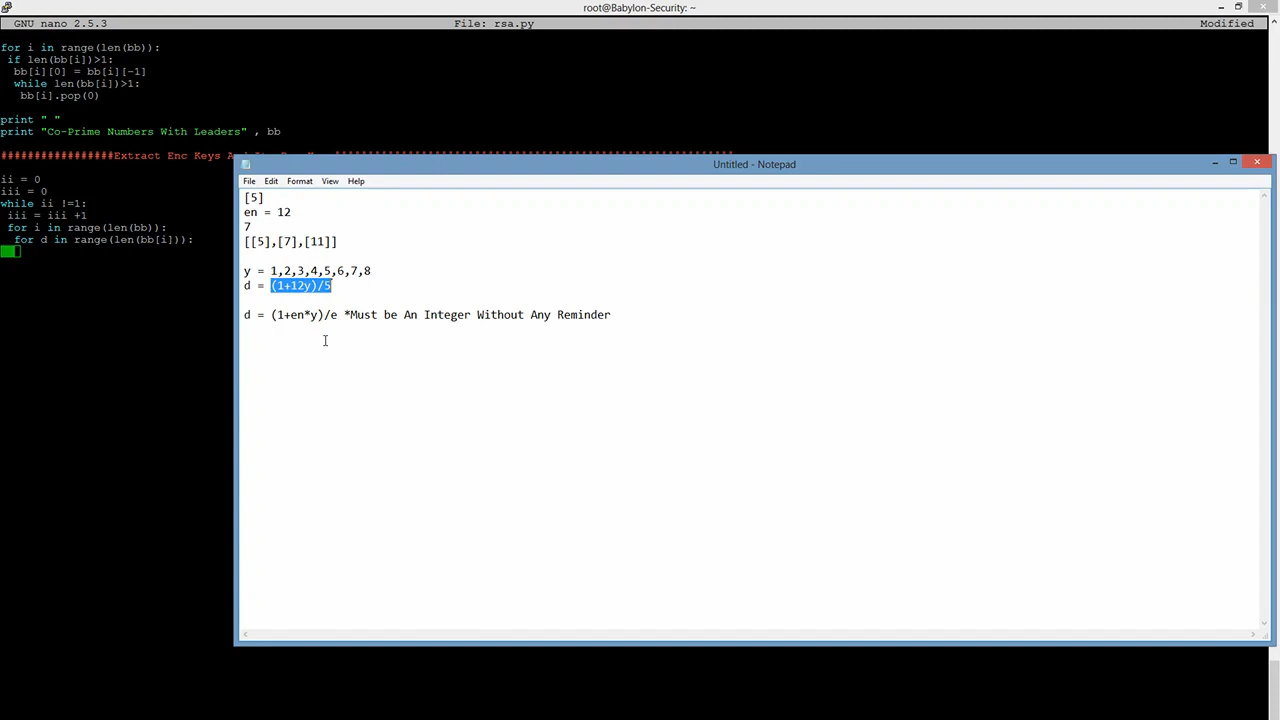 root@Babylon-Security: ~
GNU nano 2.5.3 File: rsa.py Modified
for i in range(len(bb)):
if len(bb[i])>1:
bb[i][0] = bb[i][-1]
while len(bb[i])>1:
bb[i].pop(0)
print " "
print "Co-Prime Numbers With Leaders" , bb
#################Extract Enc Keys
ii = 0
iii = 0
while ii !=1:
iii = iii +1
for i in range(len(bb)):
for d in range(len(bb[i])):
Untitled - Notepad
File Edit Format View Help
[5]
en = 12
7
[[5],[7],[11]]
y = 1,2,3,4,5,6,7,8
d = (1+12y)/5
d = (1+en*y)/e *Must be An Integer Without Any Reminder